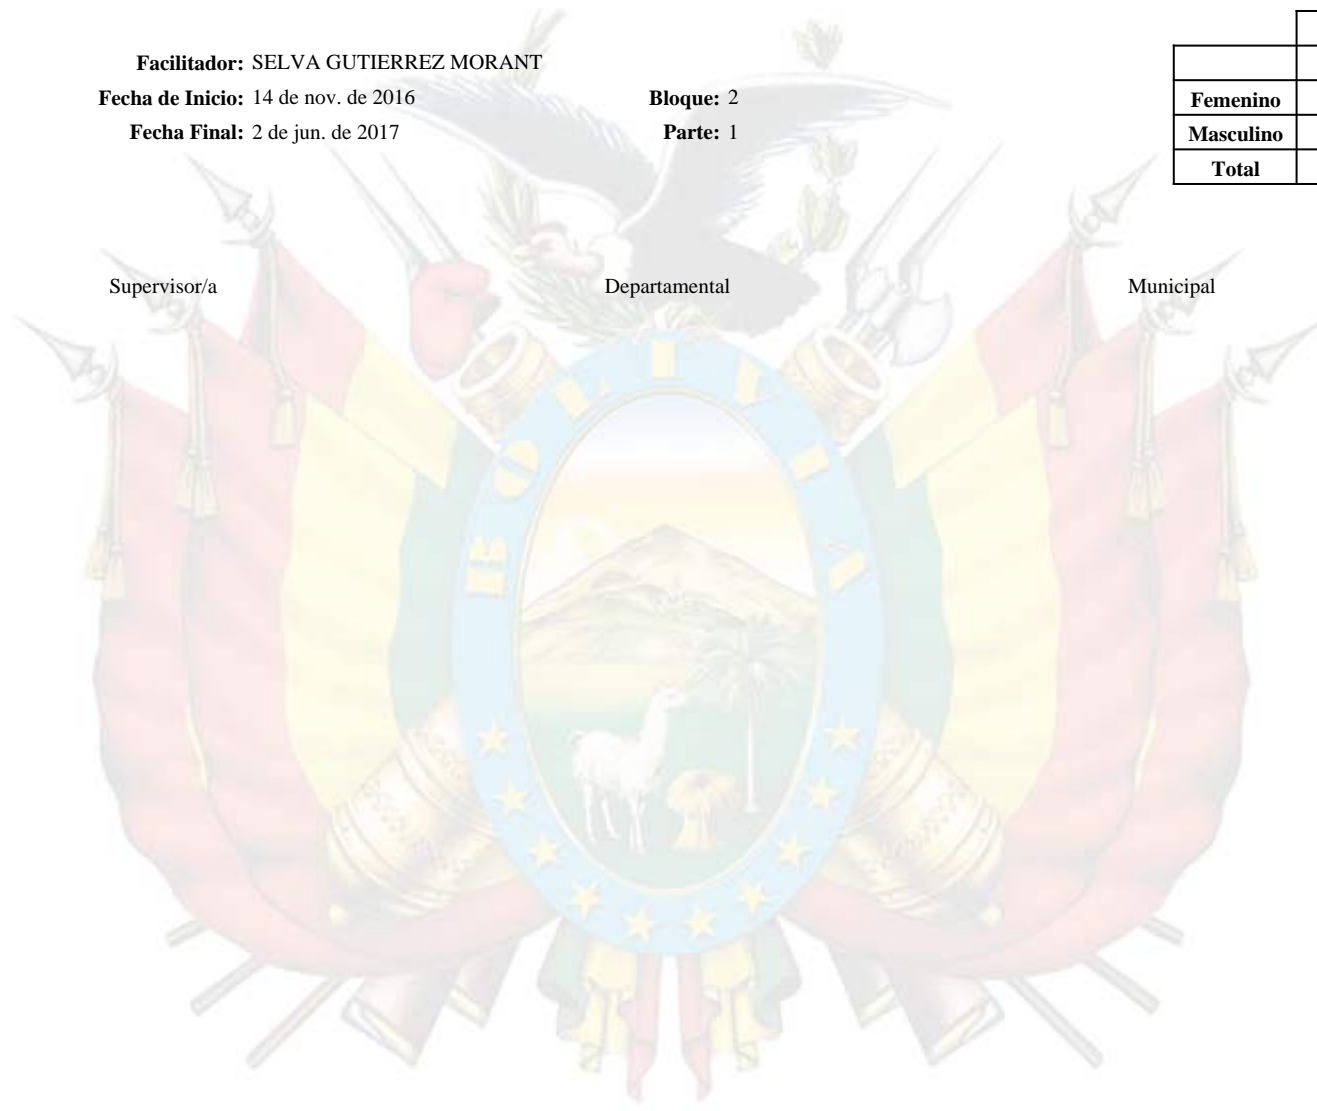 Facilitador: SELVA GUTIERREZ MORANT
Fecha de Inicio: 14 de nov. de 2016 Bloque: 2
Fecha Final: 2 de jun. de 2017 Parte: 1
Femenino
Masculino
Total
Supervisor/a Departamental Municipal
BOLIVIA